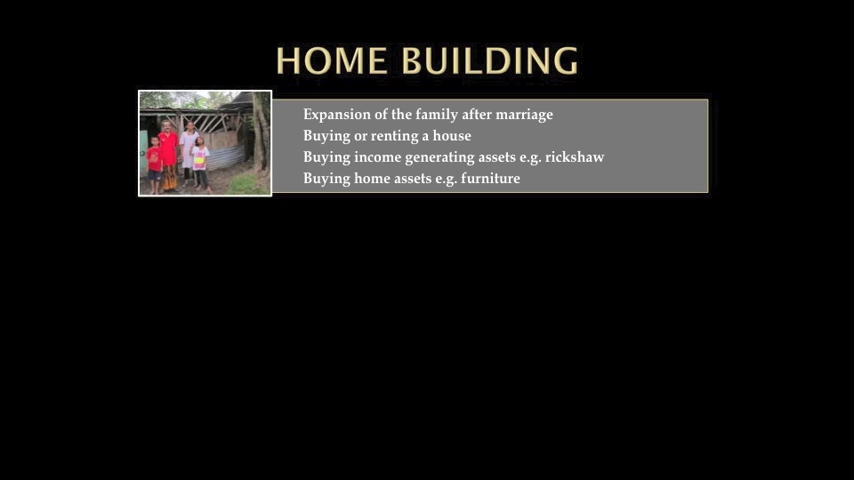 HOME BUILDING
Expansion of the family after marriage
Buying or renting a house
Buying income generating assets e.g. rickshaw
Buying home assets e.g. furniture